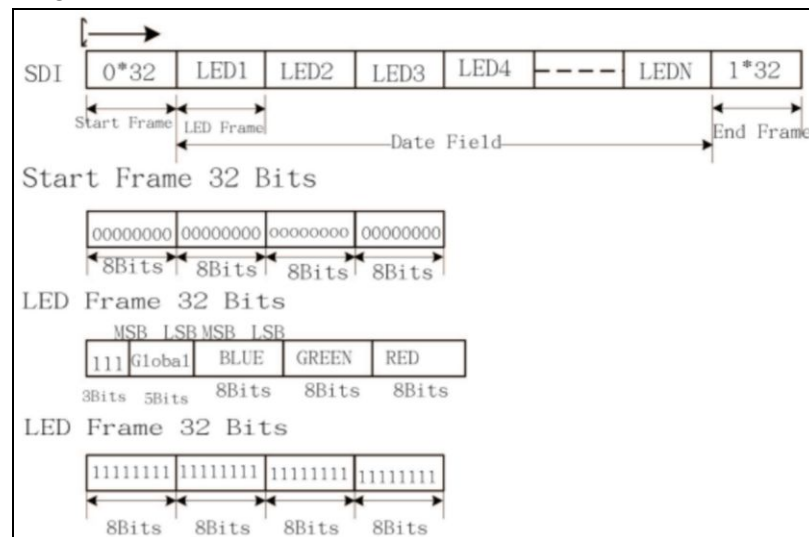 SDI 0*32 LED1 LED2 LED3 LED4 LEDN 1*32
Start Frame LED Frame End Frame
Date Field
Start Frame 32 Bits
00000000 00000000 00000000 00000000
8Bits 8Bits 8Bits 8Bits
LED Frame 32 Bits
MSB LSB MSB LSB
111 Global BLUE GREEN RED
3Bits 5Bits 8Bits 8Bits 8Bits
LED Frame 32 Bits
11111111 11111111 11111111 11111111
8Bits 8Bits 8Bits 8Bits